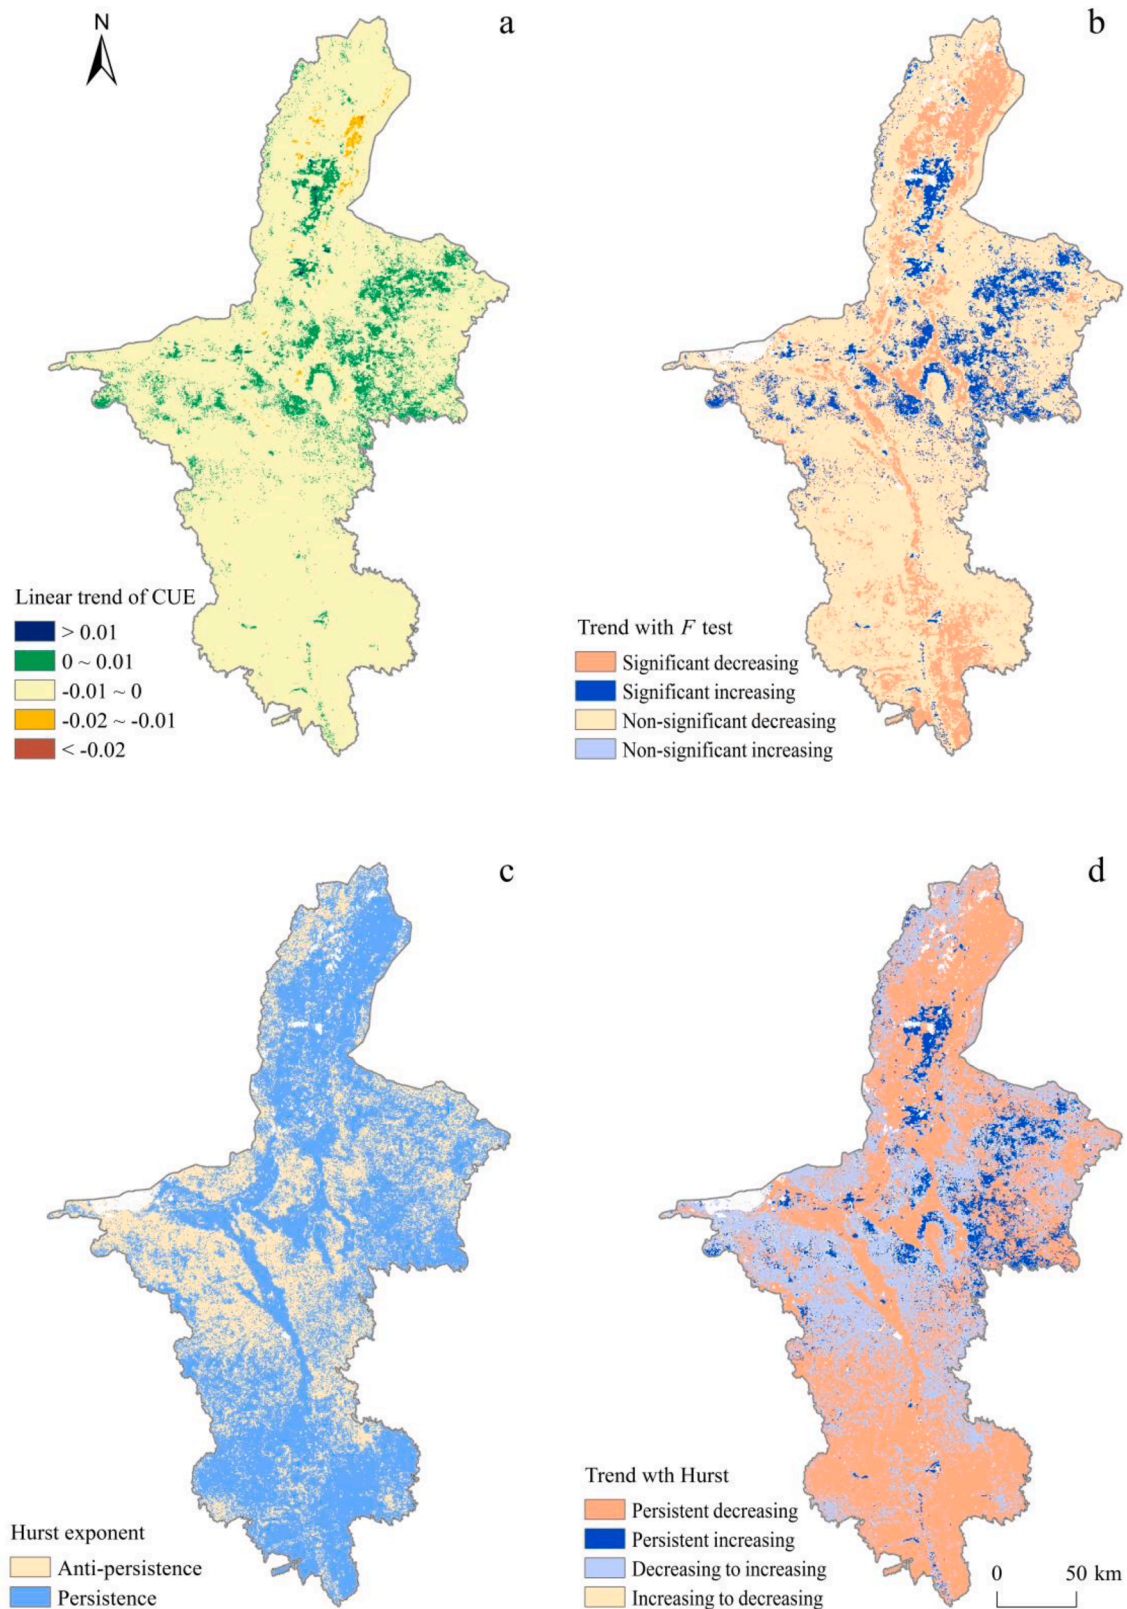 N
a
b
Linear trend of CUE
> 0.01
0 ~ 0.01
-0.01 ~ 0
-0.02 ~ -0.01
< -0.02
Trend with F test
Significant decreasing
Significant increasing
Non-significant decreasing
Non-significant increasing
c
d
Hurst exponent
Anti-persistence
Persistence
Trend wth Hurst
Persistent decreasing
Persistent increasing
Decreasing to increasing
Increasing to decreasing
0 50 km